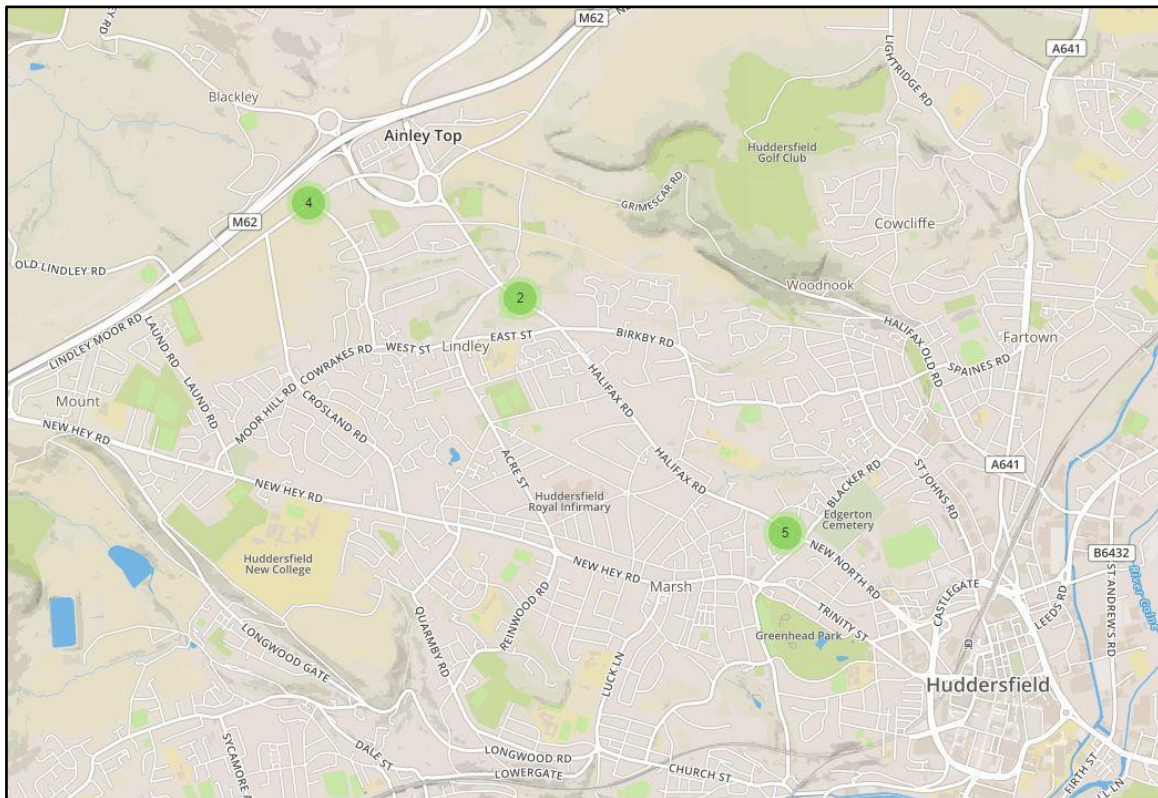 M62
EY RD
A641
LIGHTRIDGE RD
Blackley
Ainley Top
Huddersfield
Golf Club
4
GRIMESCAR RD
M62
Cowcliffe
OLD LINDLEY RD
2
Woodnook
LINDLEY MOOR RD
LAUND RD
LAUND RD
HALIFAX OLD RD
EAST ST
BIRKBY RD
WEST ST
Lindley
COWRAKES RD
Fartown
SPAINES RD
HALIFAX RD
Mount
MOOR HILL RD
CROSLAND RD
NEW HEY RD
ACRE ST
HALIFAX RD
BLACKER RD
ST JOHNS RD
A641
NEW HEY RD
Huddersfield
Royal Infirmary
Edgerton
Cemetery
5
Huddersfield
New College
NEW HEY RD
Marsh
NEW NORTH RD
B6432
ST ANDREW'S RD
River Colne
QUARMBY RD
REINWOOD RD
TRINITY ST
CASTLEGATE
LEEDS RD
LONGWOOD GATE
Greenhead Park
LUCK LN
Huddersfield
SYCAMORE A
DALE ST
LONGWOOD RD
LOWERGATE
CHURCH ST
FIRTH ST
LL LN